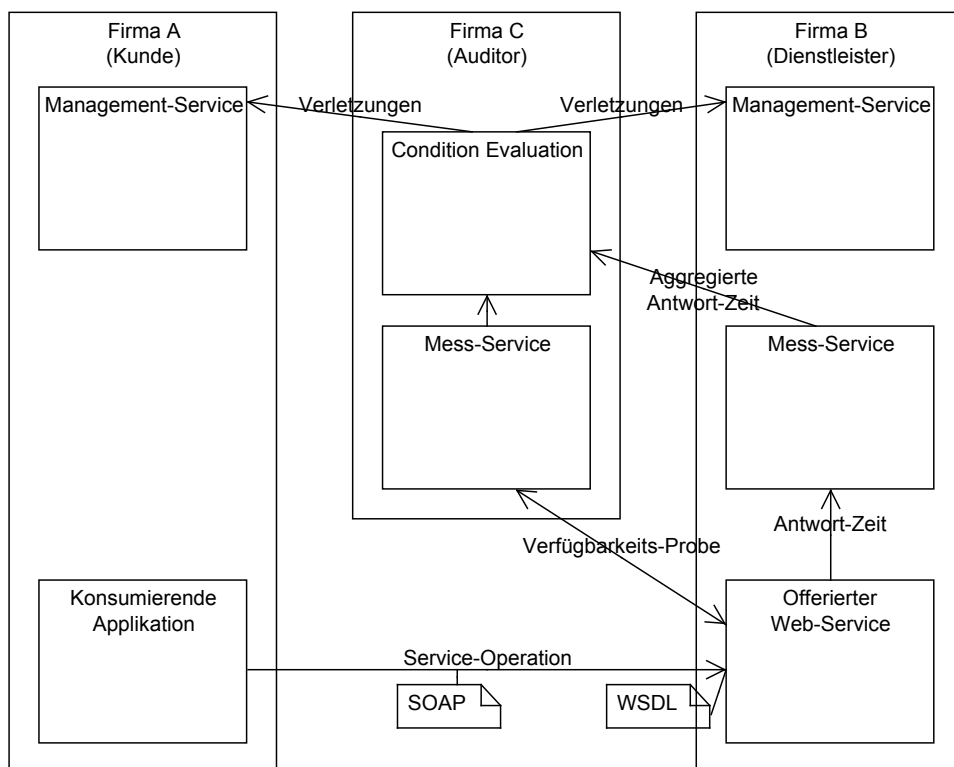 Firma A
(Kunde)
Firma C
(Auditor)
Firma B
(Dienstleister)
Management-Service
Verletzungen
Verletzungen
Management-Service
Condition Evaluation
Aggregierte
Antwort-Zeit
Mess-Service
Mess-Service
Antwort-Zeit
Verfügbarkeits-Probe
Konsumierende
Applikation
Offerierter
Web-Service
Service-Operation
SOAP
WSDL